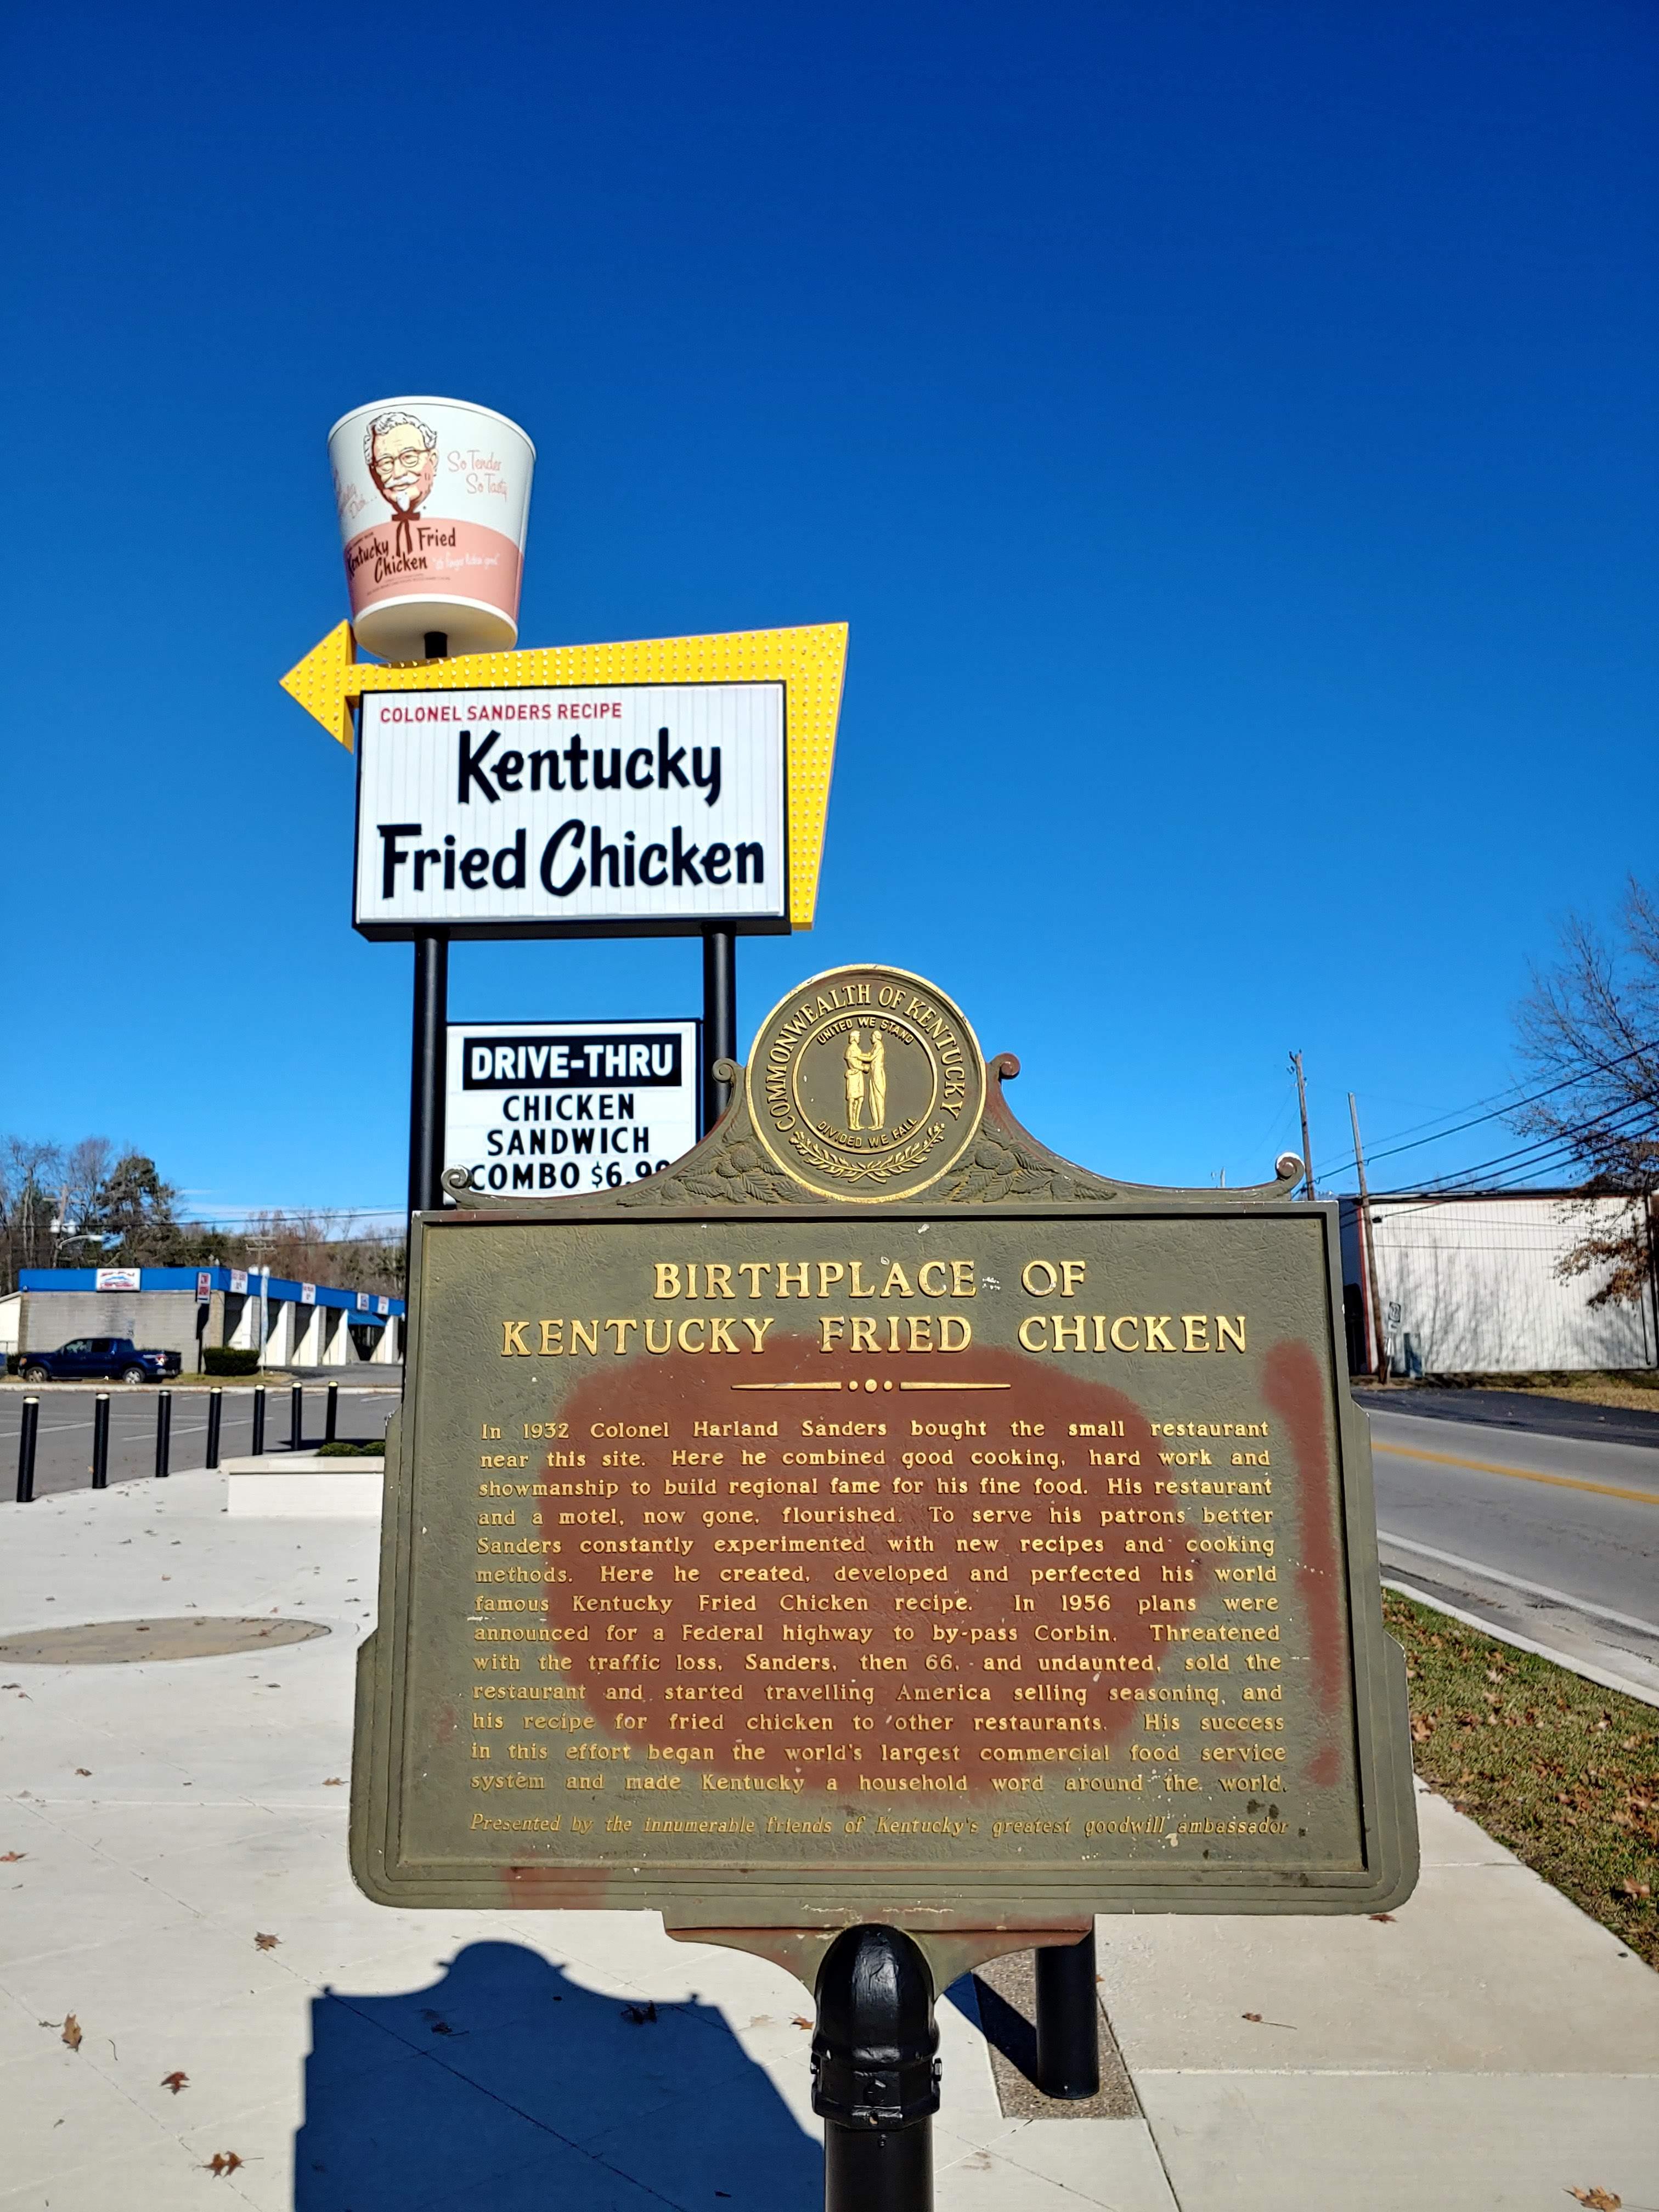 So Tender
So Tasty
Kentucky Fried
Chicken "it's finger lickin' good"
COLONEL SANDERS RECIPE
Kentucky
Fried Chicken
DRIVE-THRU
CHICKEN
SANDWICH
COMBO $6.99
COMMONWEALTH OF KENTUCKY
UNITED WE STAND
DIVIDED WE FALL
BIRTHPLACE OF
KENTUCKY FRIED CHICKEN
In 1932 Colonel Harland Sanders bought the small restaurant
near this site. Here he combined good cooking, hard work and
showmanship to build regional fame for his fine food. His restaurant
and a motel, now gone, flourished. To serve his patrons better
Sanders constantly experimented with new recipes and cooking
methods. Here he created, developed and perfected his world
famous Kentucky Fried Chicken recipe. In 1956 plans were
announced for a Federal highway to by-pass Corbin. Threatened
with the traffic loss, Sanders, then 66, and undaunted, sold the
restaurant and started travelling America selling seasoning and
his recipe for fried chicken to other restaurants. His success
in this effort began the world's largest commercial food service
system and made Kentucky a household word around the world.
Presented by the innumerable friends of Kentucky's greatest goodwill ambassador